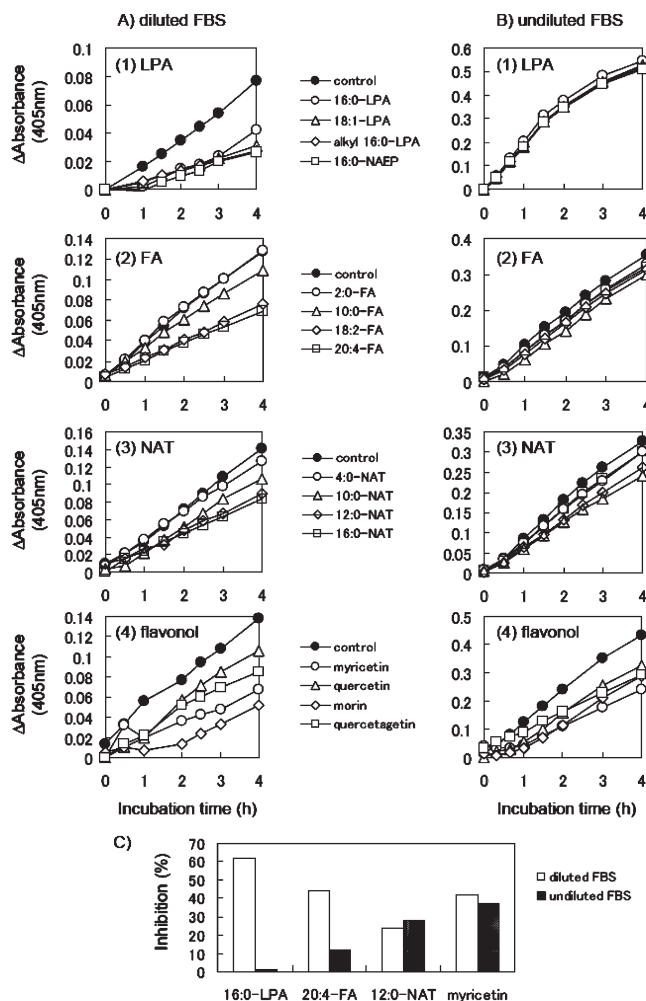 A) diluted FBS
B) undiluted FBS
(1) LPA
ΔAbsorbance
(405nm)
0.1
0.08
0.06
0.04
0.02
0
0 1 2 3 4
control
16:0-LPA
18:1-LPA
alkyl 16:0-LPA
16:0-NAEP
(1) LPA
0.6
0.5
0.4
0.3
0.2
0.1
0
0 1 2 3 4
(2) FA
ΔAbsorbance
(405nm)
0.14
0.12
0.1
0.08
0.06
0.04
0.02
0
0 1 2 3 4
control
2:0-FA
10:0-FA
18:2-FA
20:4-FA
(2) FA
0.4
0.3
0.2
0.1
0
0 1 2 3 4
(3) NAT
ΔAbsorbance
(405nm)
0.16
0.14
0.12
0.1
0.08
0.06
0.04
0.02
0
0 1 2 3 4
control
4:0-NAT
10:0-NAT
12:0-NAT
16:0-NAT
(3) NAT
0.35
0.3
0.25
0.2
0.15
0.1
0.05
0
0 1 2 3 4
(4) flavonol
ΔAbsorbance
(405nm)
0.14
0.12
0.1
0.08
0.06
0.04
0.02
0
0 1 2 3 4
Incubation time (h)
control
myricetin
quercetin
morin
quercetagetin
(4) flavonol
0.5
0.4
0.3
0.2
0.1
0
0 1 2 3 4
Incubation time (h)
C)
Inhibition (%)
70
60
50
40
30
20
10
0
16:0-LPA 20:4-FA 12:0-NAT myricetin
diluted FBS
undiluted FBS